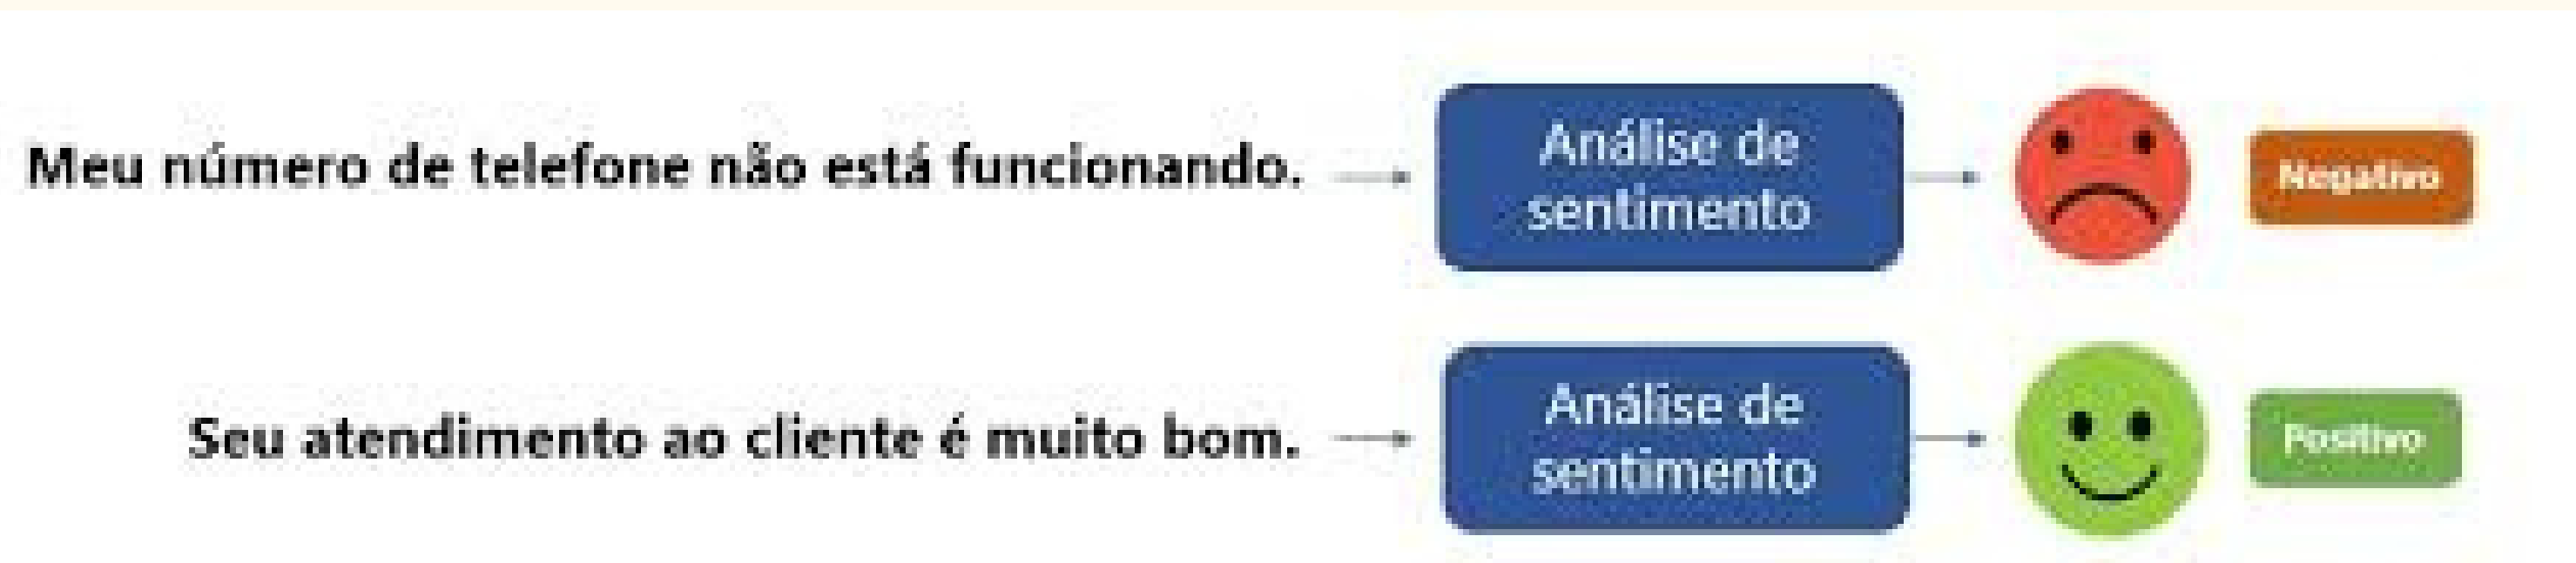 Meu número de telefone não está funcionando.
Análise de
sentimento
Negativo
Seu atendimento ao cliente é muito bom.
Análise de
sentimento
Positivo